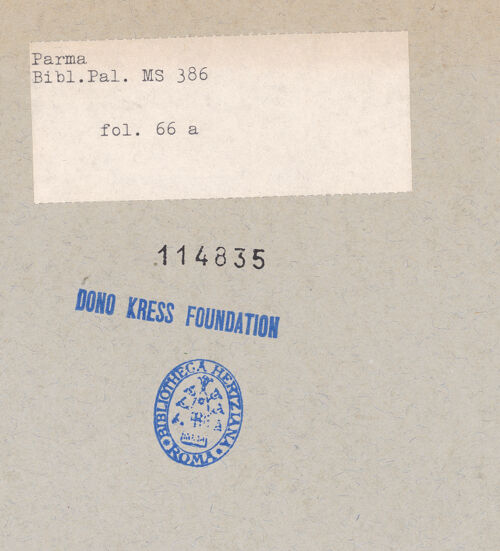 Parma
Bibl.Pal. MS 386
fol. 66 a
114835
DONO KRESS FOUNDATION
BIBLIOTHECA HERTZIANA
ROMA